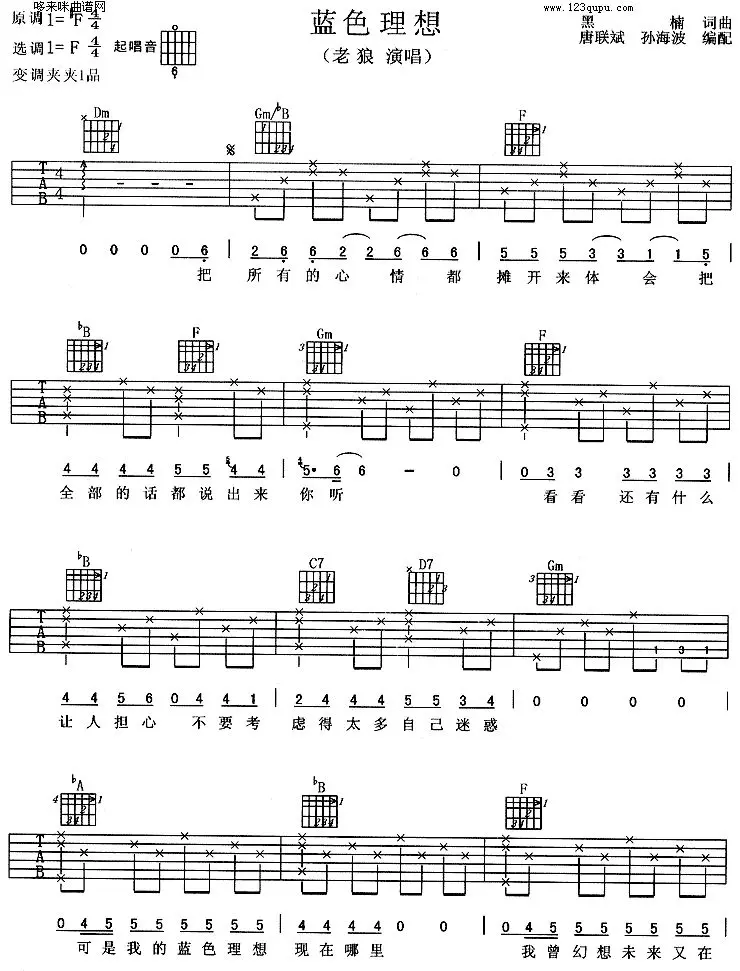 哆来咪曲谱网
www.123qupu.com
原调1=♭F 4/4
选调1=F 4/4 起唱音
6
变调夹夹1品
蓝色理想
(老狼 演唱)
黑 楠 词曲
唐联斌 孙海波 编配
Dm Gm/♭B F
T A B 4 4
0 0 0 0 6 | 2 6 6 2 2 6 6 6 | 5 5 5 3 3 1 1 5 |
把 所有的心 情都 摊开来体 会 把
♭B F Gm F
T A B
4 4 4 4 5 5 4 4 | 5· 6 6 – 0 | 0 3 3 3 3 3 3 |
全部的话都说出来 你听 看看 还有什么
♭B C7 D7 Gm
T A B
1 3 1
4 4 5 6 0 4 4 1 | 2 4 4 4 5 5 3 4 | 0 0 0 0 |
让人担心 不要考 虑得太多自己迷惑
♭A ♭B F
T A B
0 4 5 5 5 5 5 5 5 | 4 4 4 4 0 0 | 0 4 5 5 5 5 5 5 5 |
可是我的蓝色理想 现在哪里 我曾幻想未来又在